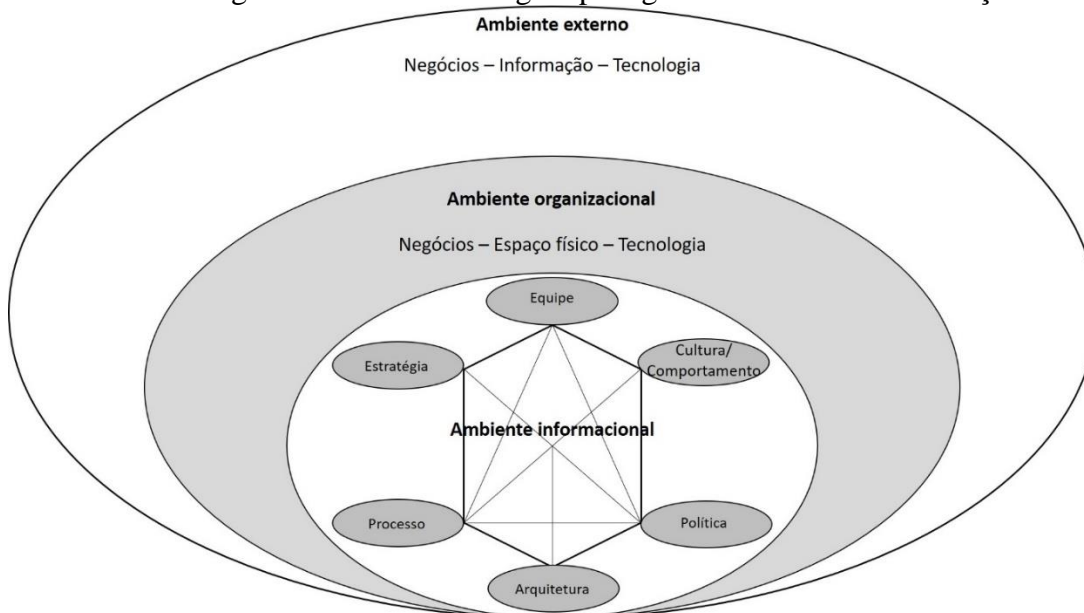 Ambiente externo
Negócios – Informação – Tecnologia
Ambiente organizacional
Negócios – Espaço físico – Tecnologia
Equipe
Estratégia
Cultura/
Comportamento
Ambiente informacional
Processo
Política
Arquitetura